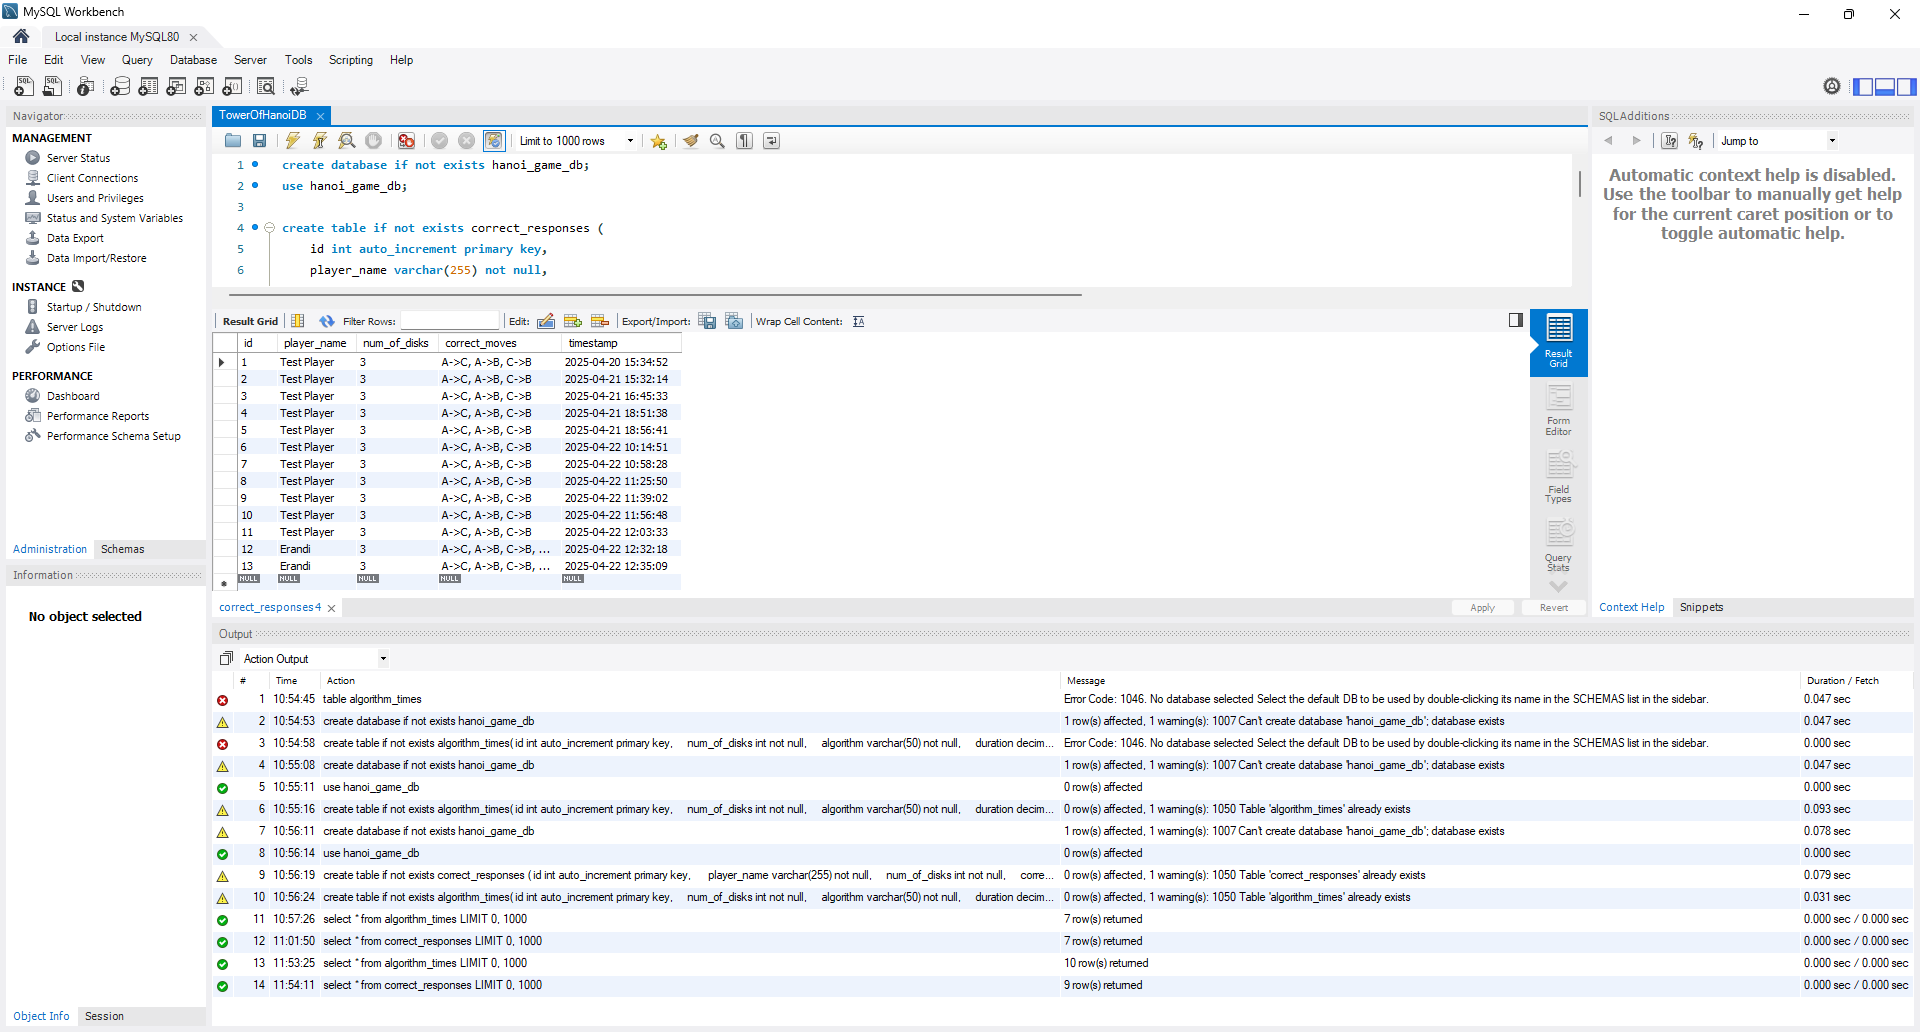 MySQL Workbench
Local instance MySQL80
File Edit View Query Database Server Tools Scripting Help
Navigator
MANAGEMENT
Server Status
Client Connections
Users and Privileges
Status and System Variables
Data Export
Data Import/Restore
INSTANCE
Startup / Shutdown
Server Logs
Options File
PERFORMANCE
Dashboard
Performance Reports
Performance Schema Setup
Administration Schemas
Information
No object selected
Object Info Session
TowerOfHanoiDB
Limit to 1000 rows
1 create database if not exists hanoi_game_db;
2 use hanoi_game_db;
3
4 create table if not exists correct_responses (
5 id int auto_increment primary key,
6 player_name varchar(255) not null,
Result Grid Filter Rows: Edit: Export/Import: Wrap Cell Content:
id player_name num_of_disks correct_moves timestamp
1 Test Player 3 A->C, A->B, C->B 2025-04-20 15:34:52
2 Test Player 3 A->C, A->B, C->B 2025-04-21 15:32:14
3 Test Player 3 A->C, A->B, C->B 2025-04-21 16:45:33
4 Test Player 3 A->C, A->B, C->B 2025-04-21 18:51:38
5 Test Player 3 A->C, A->B, C->B 2025-04-21 18:56:41
6 Test Player 3 A->C, A->B, C->B 2025-04-22 10:14:51
7 Test Player 3 A->C, A->B, C->B 2025-04-22 10:58:28
8 Test Player 3 A->C, A->B, C->B 2025-04-22 11:25:50
9 Test Player 3 A->C, A->B, C->B 2025-04-22 11:39:02
10 Test Player 3 A->C, A->B, C->B 2025-04-22 11:56:48
11 Test Player 3 A->C, A->B, C->B 2025-04-22 12:03:33
12 Erandi 3 A->C, A->B, C->B, ... 2025-04-22 12:32:18
13 Erandi 3 A->C, A->B, C->B, ... 2025-04-22 12:35:09
NULL NULL NULL NULL NULL
Result Grid
Form Editor
Field Types
Query Stats
correct_responses4 Apply Revert
SQLAdditions
Jump to
Automatic context help is disabled.
Use the toolbar to manually get help
for the current caret position or to
toggle automatic help.
Context Help Snippets
Output
Action Output
# Time Action Message Duration / Fetch
1 10:54:45 table algorithm_times Error Code: 1046. No database selected Select the default DB to be used by double-clicking its name in the SCHEMAS list in the sidebar. 0.047 sec
2 10:54:53 create database if not exists hanoi_game_db 1 row(s) affected, 1 warning(s): 1007 Can't create database 'hanoi_game_db'; database exists 0.047 sec
3 10:54:58 create table if not exists algorithm_times( id int auto_increment primary key, num_of_disks int not null, algorithm varchar(50) not null, duration decim... Error Code: 1046. No database selected Select the default DB to be used by double-clicking its name in the SCHEMAS list in the sidebar. 0.000 sec
4 10:55:08 create database if not exists hanoi_game_db 1 row(s) affected, 1 warning(s): 1007 Can't create database 'hanoi_game_db'; database exists 0.047 sec
5 10:55:11 use hanoi_game_db 0 row(s) affected 0.000 sec
6 10:55:16 create table if not exists algorithm_times( id int auto_increment primary key, num_of_disks int not null, algorithm varchar(50) not null, duration decim... 0 row(s) affected, 1 warning(s): 1050 Table 'algorithm_times' already exists 0.093 sec
7 10:56:11 create database if not exists hanoi_game_db 1 row(s) affected, 1 warning(s): 1007 Can't create database 'hanoi_game_db'; database exists 0.078 sec
8 10:56:14 use hanoi_game_db 0 row(s) affected 0.000 sec
9 10:56:19 create table if not exists correct_responses ( id int auto_increment primary key, player_name varchar(255) not null, num_of_disks int not null, corre... 0 row(s) affected, 1 warning(s): 1050 Table 'correct_responses' already exists 0.079 sec
10 10:56:24 create table if not exists algorithm_times( id int auto_increment primary key, num_of_disks int not null, algorithm varchar(50) not null, duration decim... 0 row(s) affected, 1 warning(s): 1050 Table 'algorithm_times' already exists 0.031 sec
11 10:57:26 select * from algorithm_times LIMIT 0, 1000 7 row(s) returned 0.000 sec / 0.000 sec
12 11:01:50 select * from correct_responses LIMIT 0, 1000 7 row(s) returned 0.000 sec / 0.000 sec
13 11:53:25 select * from algorithm_times LIMIT 0, 1000 10 row(s) returned 0.000 sec / 0.000 sec
14 11:54:11 select * from correct_responses LIMIT 0, 1000 9 row(s) returned 0.000 sec / 0.000 sec